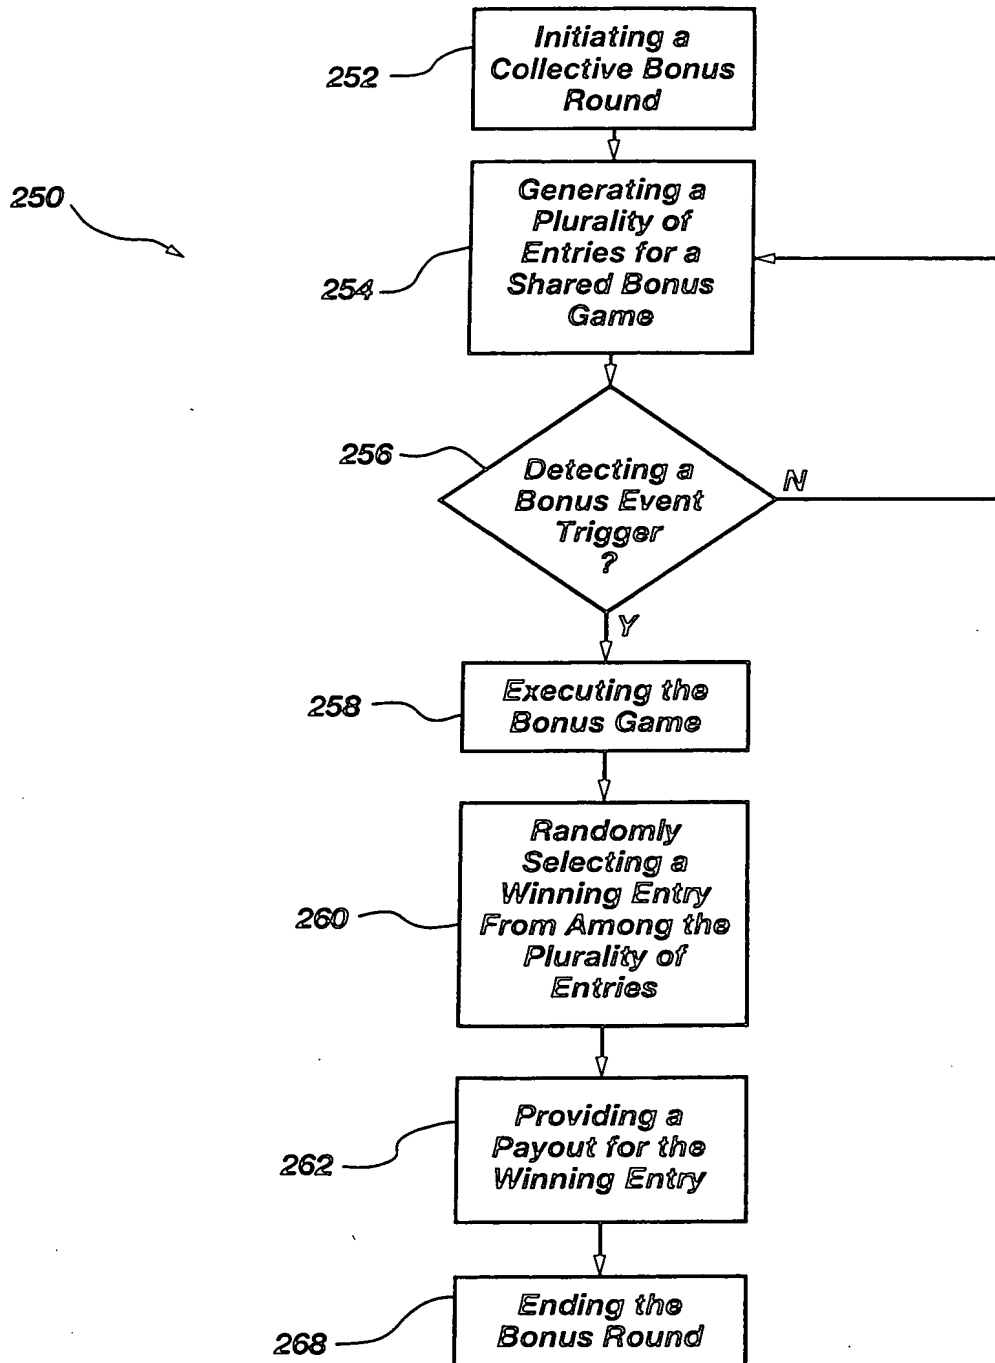 252
Initiating a
Collective Bonus
Round
250
254
Generating a
Plurality of
Entries for a
Shared Bonus
Game
256
Detecting a
Bonus Event
Trigger
?
N
Y
258
Executing the
Bonus Game
260
Randomly
Selecting a
Winning Entry
From Among the
Plurality of
Entries
262
Providing a
Payout for the
Winning Entry
268
Ending the
Bonus Round